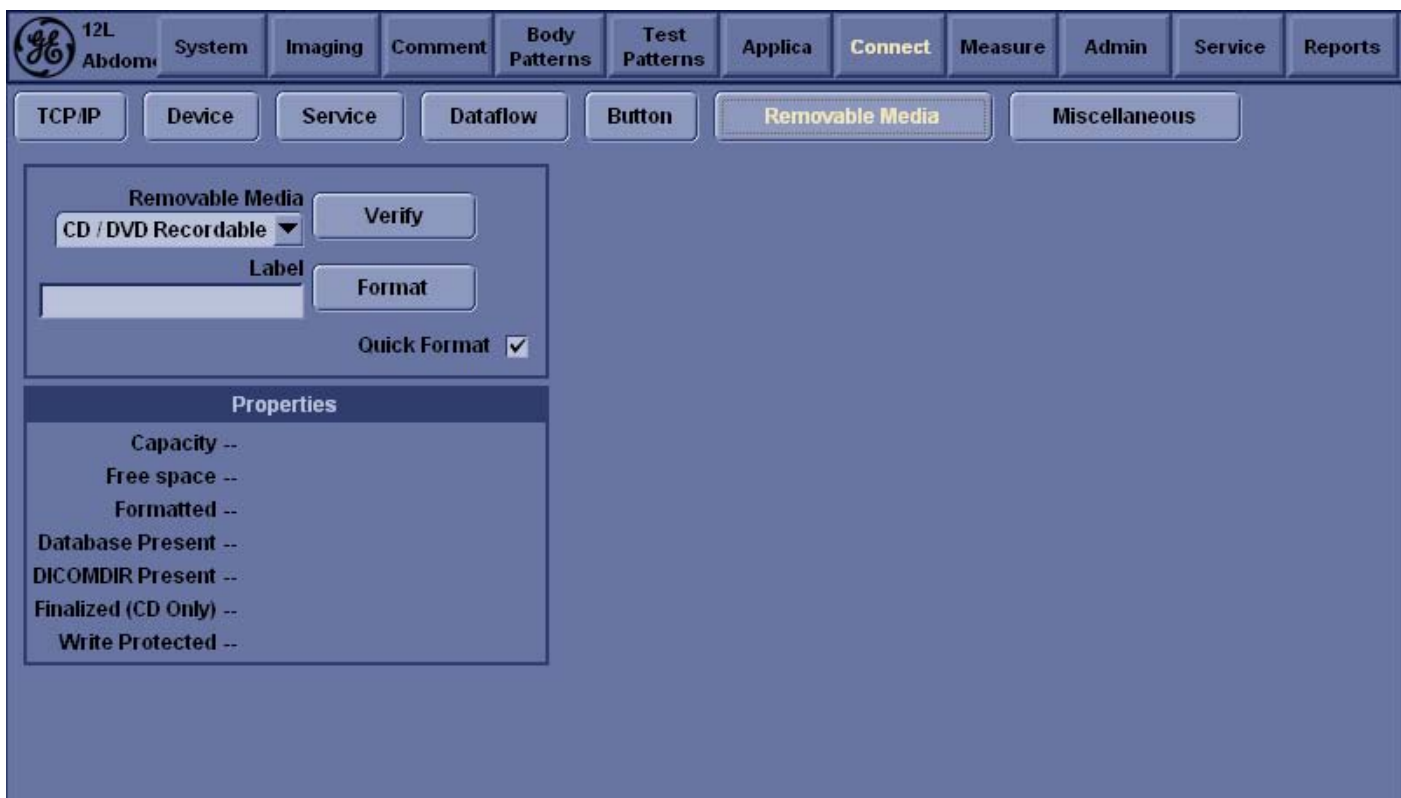 12L
Abdom
System
Imaging
Comment
Body
Patterns
Test
Patterns
Applica
Connect
Measure
Admin
Service
Reports
TCP/IP
Device
Service
Dataflow
Button
Removable Media
Miscellaneous
Removable Media
CD / DVD Recordable
Verify
Label
Format
Quick Format
Properties
Capacity --
Free space --
Formatted --
Database Present --
DICOMDIR Present --
Finalized (CD Only) --
Write Protected --